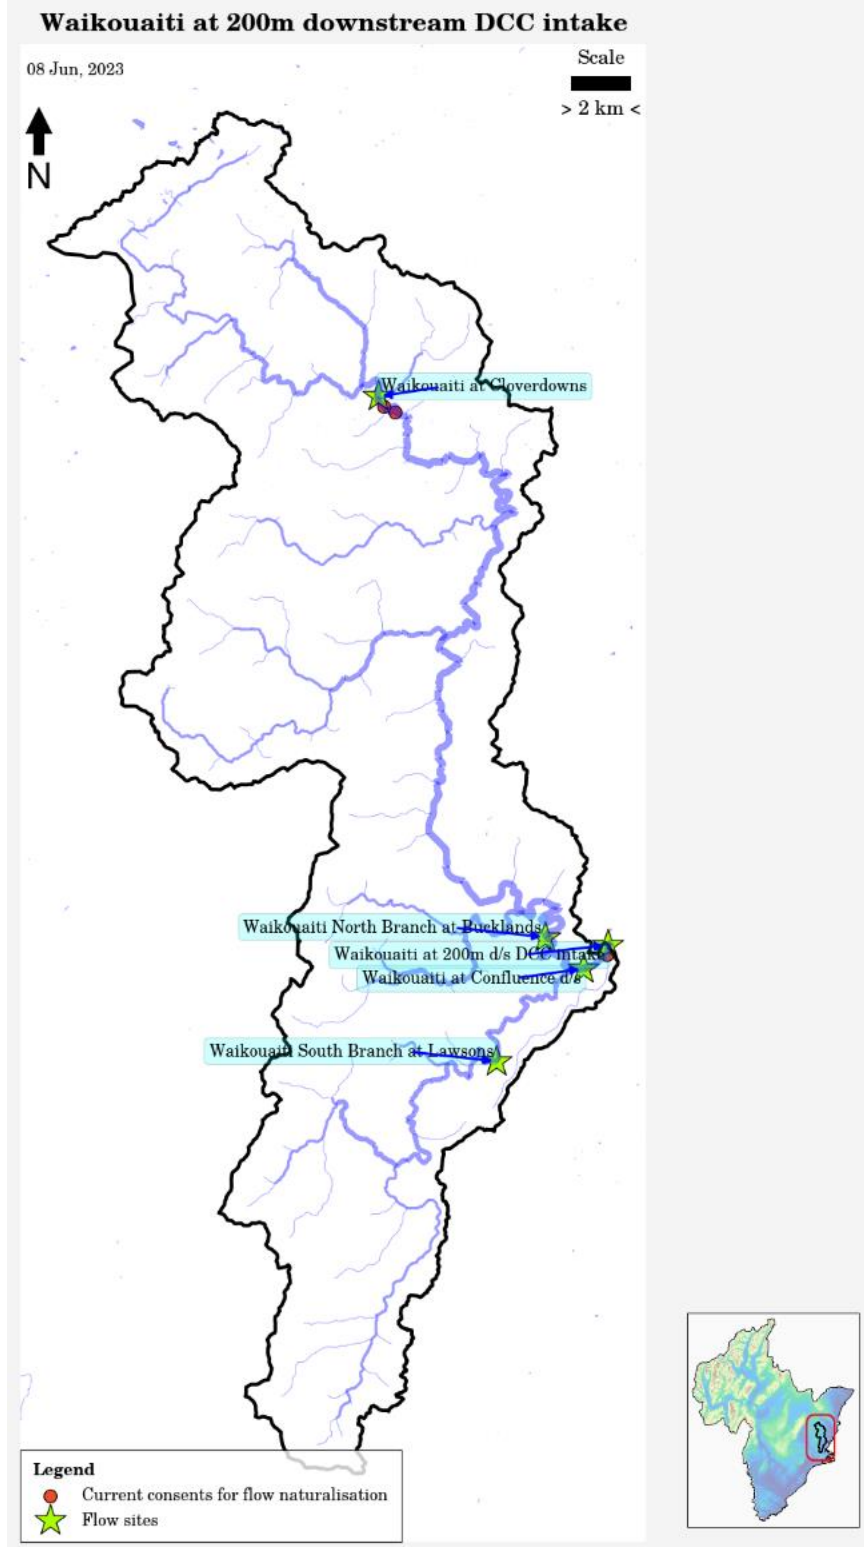 Waikouaiti at 200m downstream DCC intake
08 Jun, 2023
Scale
> 2 km <
N
Waikouaiti at Cloverdowns
Waikouaiti North Branch at Bucklands
Waikouaiti at 200m d/s DCC intake
Waikouaiti at Confluence d/s
Waikouaiti South Branch at Lawsons
Legend
Current consents for flow naturalisation
Flow sites